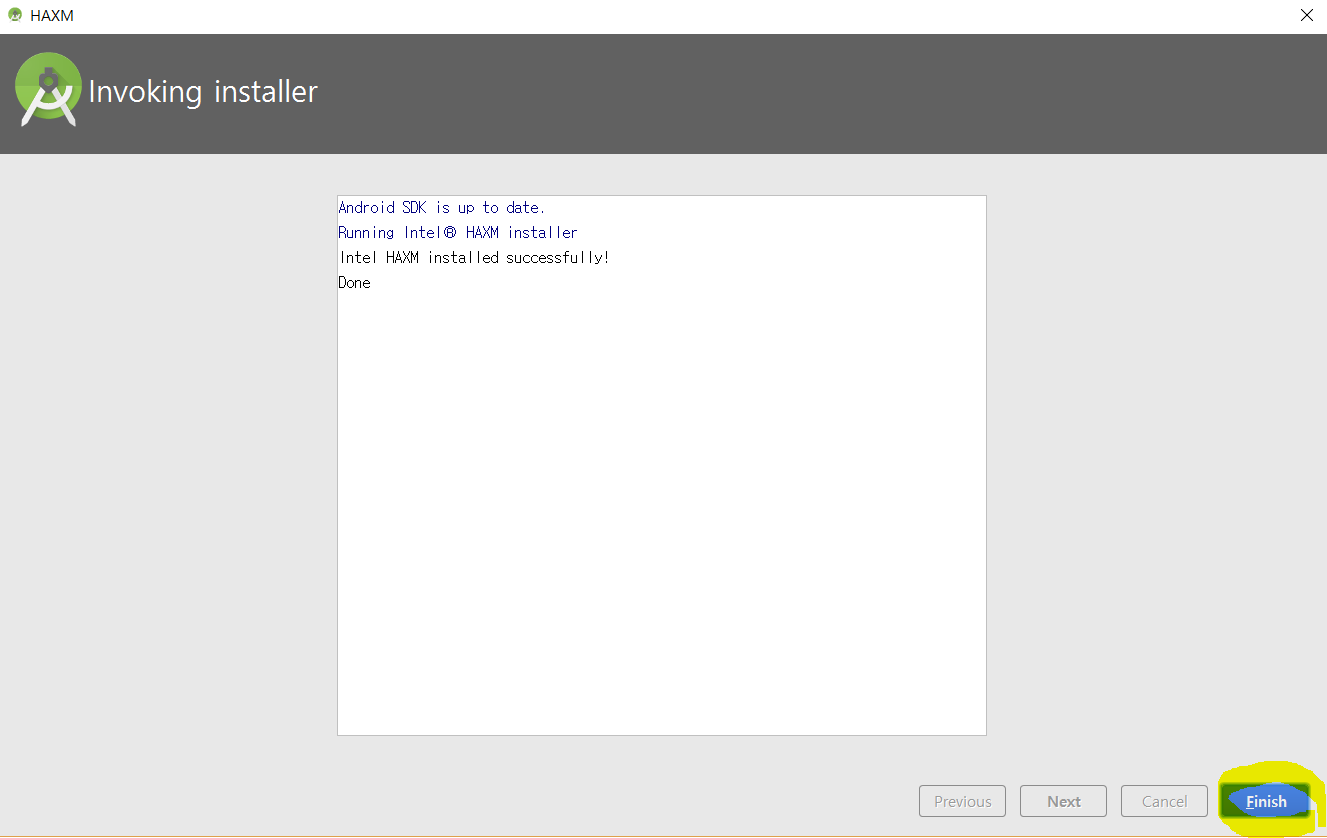 HAXM
Invoking installer
Android SDK is up to date.
Running Intel® HAXM installer
Intel HAXM installed successfully!
Done
Previous
Next
Cancel
Finish